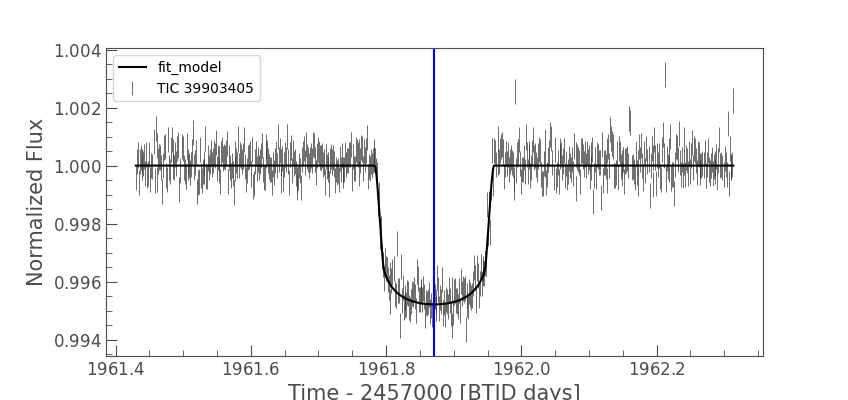 1.004
1.002
1.000
0.998
0.996
0.994
Normalized Flux
fit_model
TIC 39903405
1961.4
1961.6
1961.8
1962.0
1962.2
Time - 2457000 [BTJD days]